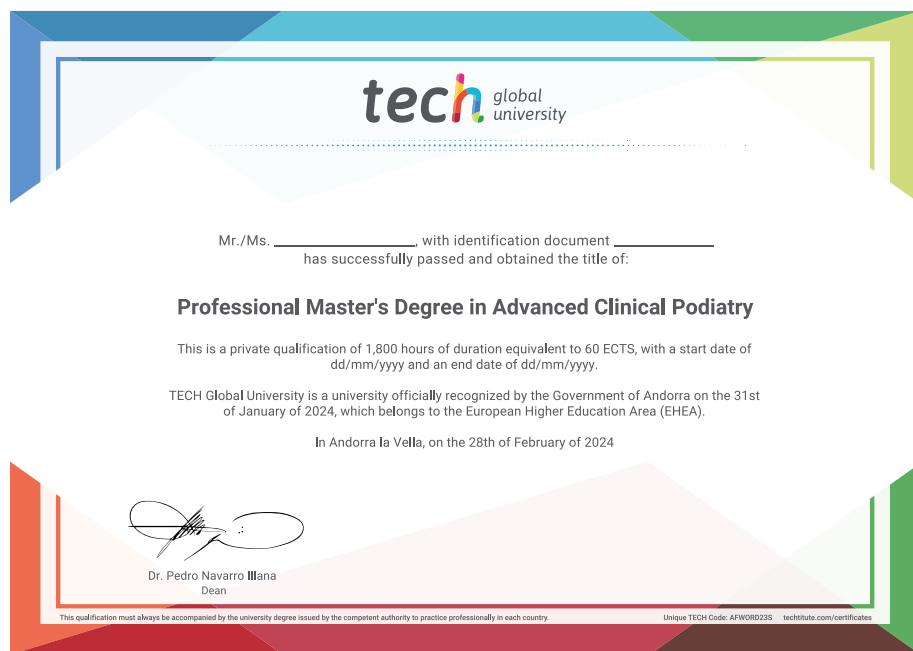 tech global university
Mr./Ms. ____________, with identification document ____________
has successfully passed and obtained the title of:
Professional Master's Degree in Advanced Clinical Podiatry
This is a private qualification of 1,800 hours of duration equivalent to 60 ECTS, with a start date of
dd/mm/yyyy and an end date of dd/mm/yyyy.
TECH Global University is a university officially recognized by the Government of Andorra on the 31st
of January of 2024, which belongs to the European Higher Education Area (EHEA).
In Andorra la Vella, on the 28th of February of 2024
Dr. Pedro Navarro Illana
Dean
This qualification must always be accompanied by the university degree issued by the competent authority to practice professionally in each country.
Unique TECH Code: AFWORD23S techtitute.com/certificates